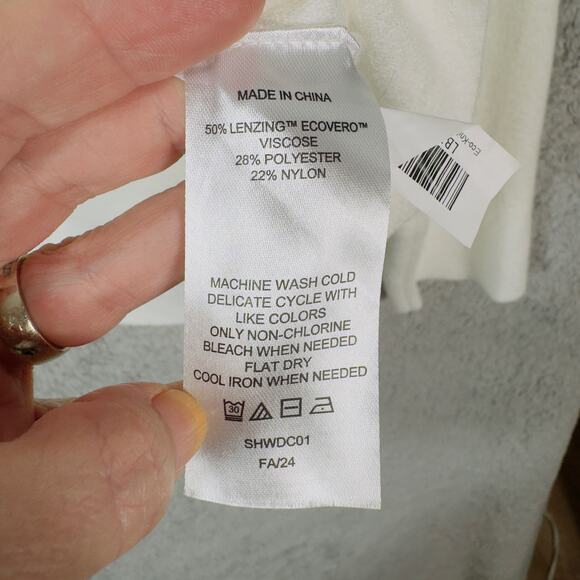 MADE IN CHINA
50% LENZING™ ECOVERO™
VISCOSE
28% POLYESTER
22% NYLON
MACHINE WASH COLD
DELICATE CYCLE WITH
LIKE COLORS
ONLY NON-CHLORINE
BLEACH WHEN NEEDED
FLAT DRY
COOL IRON WHEN NEEDED
30
SHWDC01
FA/24
LB